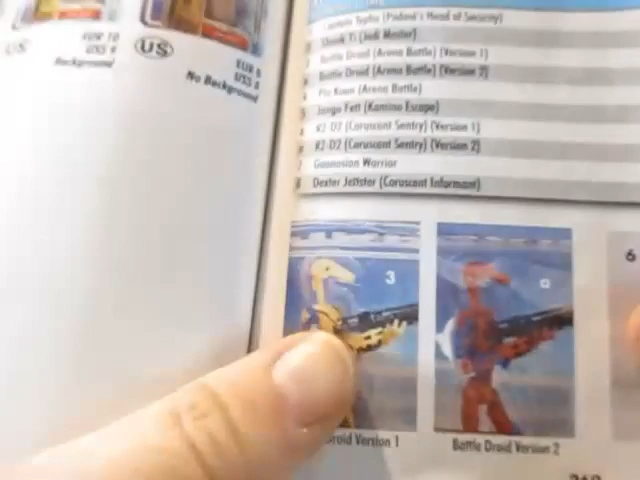 US
EUR 10
US$ 9
Background
US
EUR 8
US$ 8
No Background
Captain Typho (Padmé's Head of Security)
Shaak Ti (Jedi Master)
Battle Droid (Arena Battle) (Version 1)
Battle Droid (Arena Battle) (Version 2)
Plo Koon (Arena Battle)
Jango Fett (Kamino Escape)
R2-D2 (Coruscant Sentry) (Version 1)
R2-D2 (Coruscant Sentry) (Version 2)
Geonosian Warrior
Dexter Jettster (Coruscant Informant)
3
6
Droid Version 1
Battle Droid Version 2